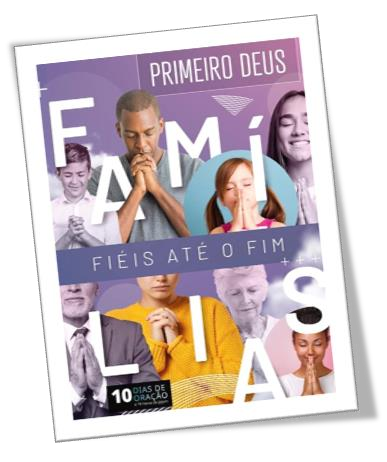 PRIMEIRO DEUS
FAMÍ
LIAS
FIÉIS ATÉ O FIM
10 DIAS DE
ORAÇÃO